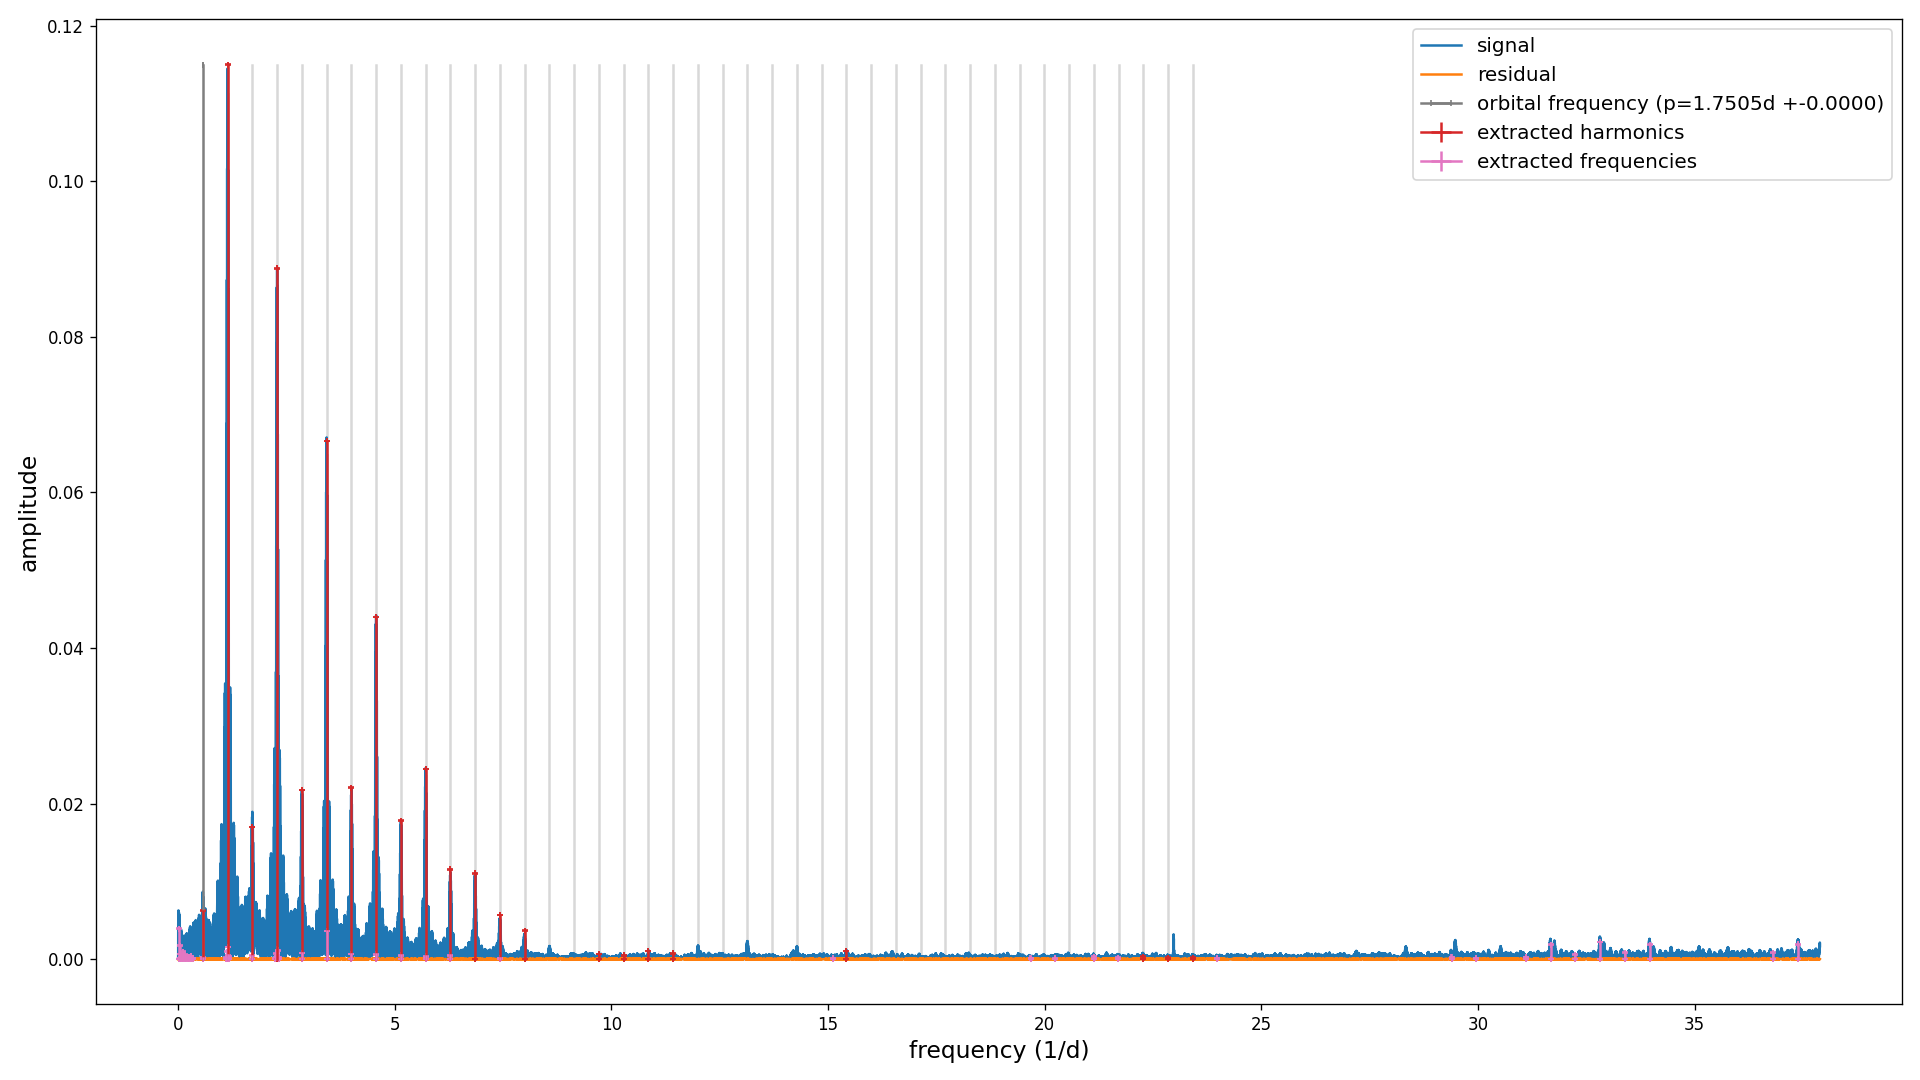 0.12
0.10
0.08
0.06
0.04
0.02
0.00
amplitude
0
5
10
15
20
25
30
35
frequency (1/d)
signal
residual
orbital frequency (p=1.7505d +-0.0000)
extracted harmonics
extracted frequencies